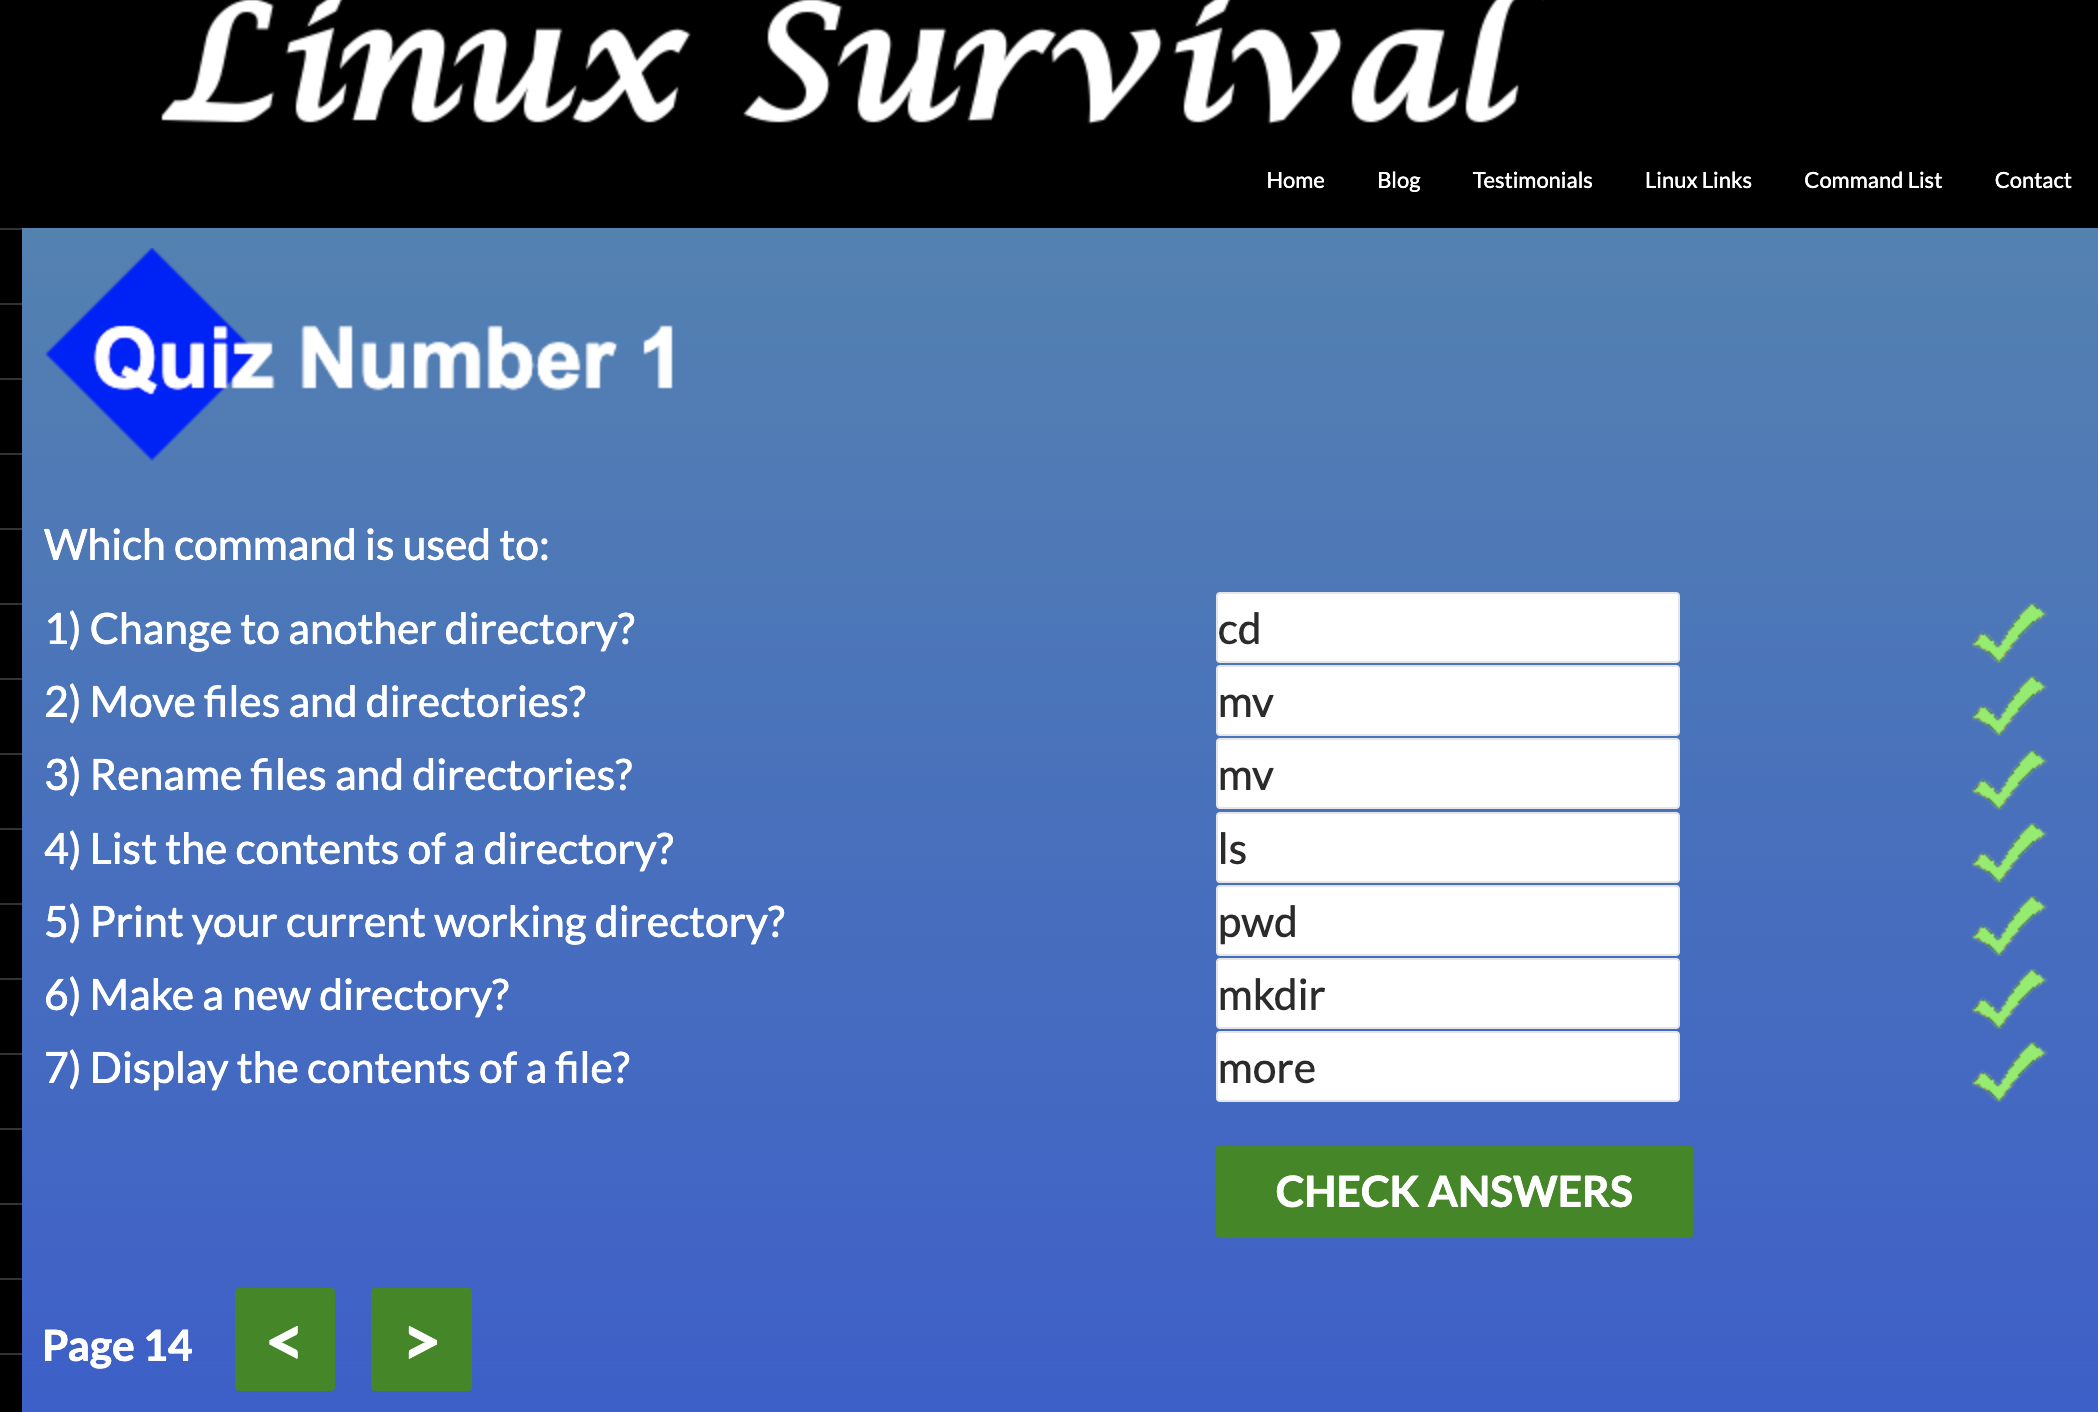 Linux Survival
Home Blog Testimonials Linux Links Command List Contact
Quiz Number 1
Which command is used to:
1) Change to another directory? cd
2) Move files and directories? mv
3) Rename files and directories? mv
4) List the contents of a directory? ls
5) Print your current working directory? pwd
6) Make a new directory? mkdir
7) Display the contents of a file? more
CHECK ANSWERS
Page 14 < >